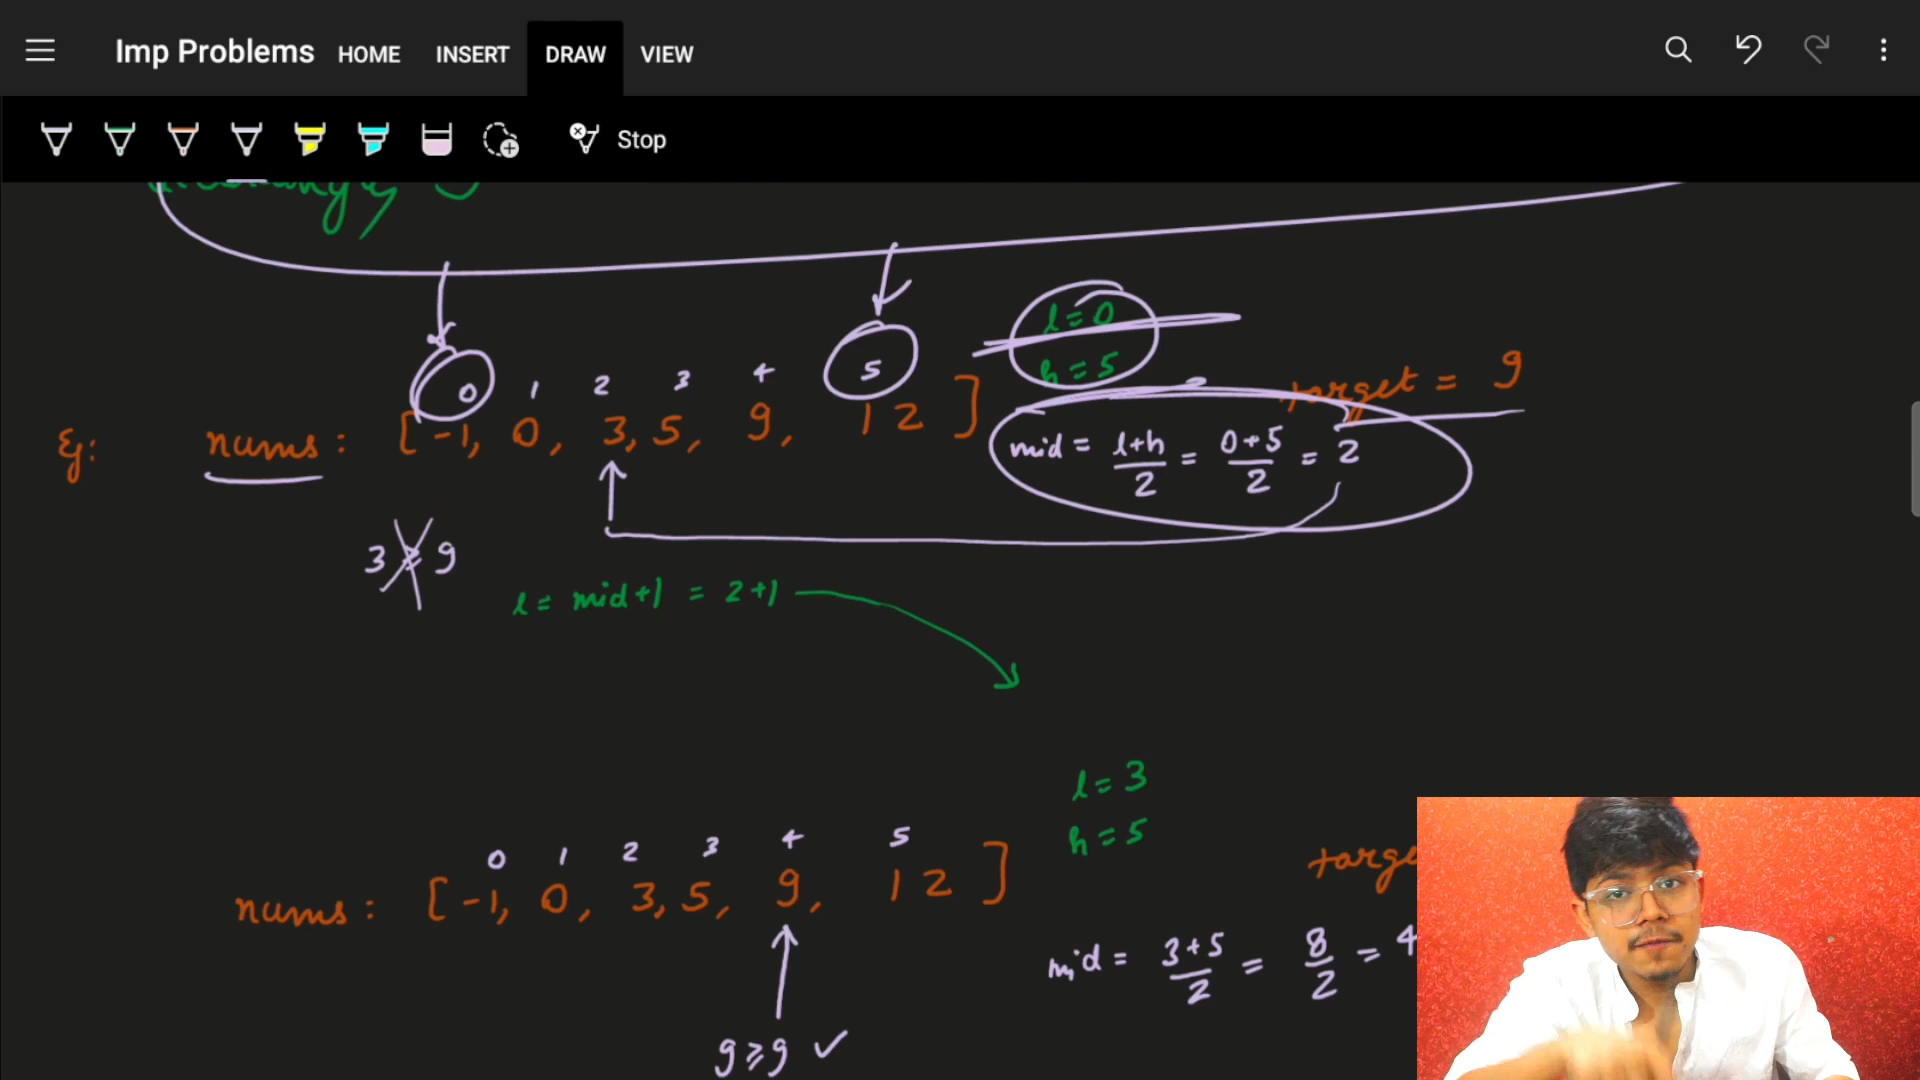 Imp Problems HOME INSERT DRAW VIEW
Stop
l = 0
h = 5
0 1 2 3 4 5
target = 9
Eg: nums : [ -1, 0, 3, 5, 9, 12 ]
mid = l+h/2 = 0+5/2 = 2
3 ≥ 9
l = mid+1 = 2+1
l = 3
h = 5
0 1 2 3 4 5
nums : [ -1, 0, 3, 5, 9, 12 ]
mid = 3+5/2 = 8/2 = 4
9 ≥ 9 ✓